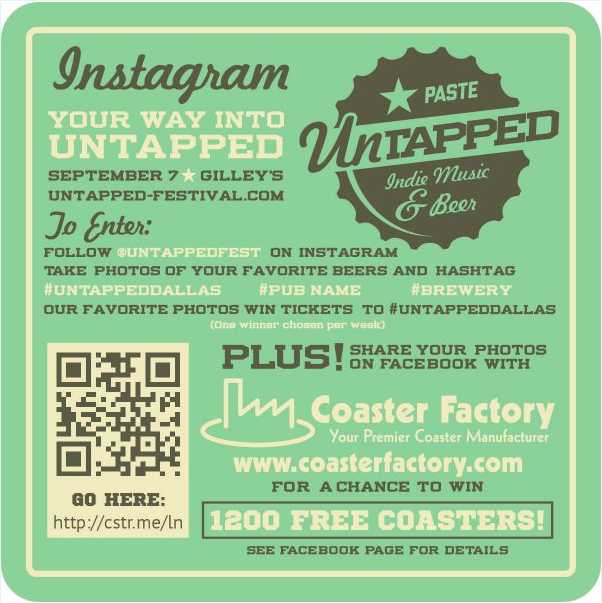 Instagram
YOUR WAY INTO
UNTAPPED
SEPTEMBER 7★GILLEY'S
UNTAPPED-FESTIVAL.COM
PASTE
UNTAPPED
Indie Music
& Beer
To Enter:
FOLLOW @UNTAPPEDFEST ON INSTAGRAM
TAKE PHOTOS OF YOUR FAVORITE BEERS AND HASHTAG
#UNTAPPEDDALLAS #PUB NAME #BREWERY
OUR FAVORITE PHOTOS WIN TICKETS TO #UNTAPPEDDALLAS
(One winner chosen per week)
PLUS! SHARE YOUR PHOTOS
ON FACEBOOK WITH
Coaster Factory
Your Premier Coaster Manufacturer
www.coasterfactory.com
FOR A CHANCE TO WIN
1200 FREE COASTERS!
SEE FACEBOOK PAGE FOR DETAILS
GO HERE:
http://cstr.me/ln